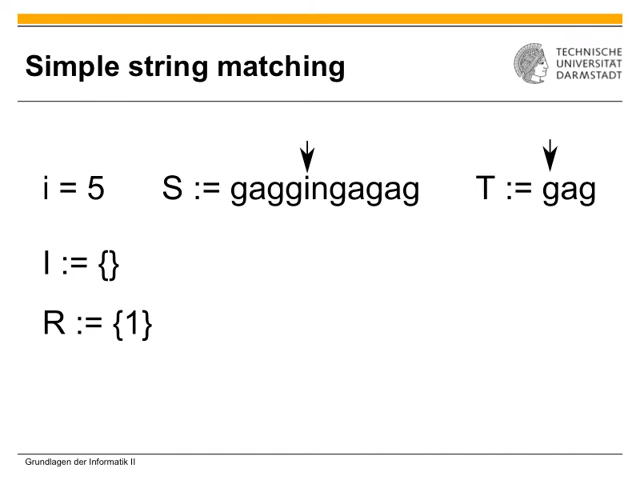 Simple string matching
TECHNISCHE
UNIVERSITÄT
DARMSTADT
i = 5 S := gaggingagag T := gag
I := {}
R := {1}
Grundlagen der Informatik II